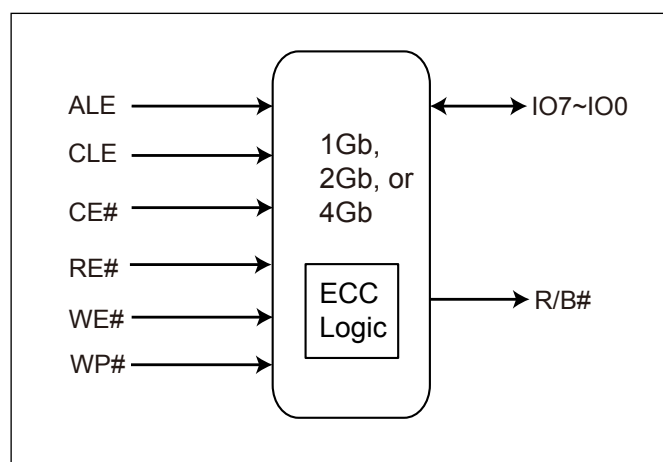 ALE
CLE
CE#
RE#
WE#
WP#
1Gb,
2Gb, or
4Gb
ECC
Logic
IO7~IO0
R/B#